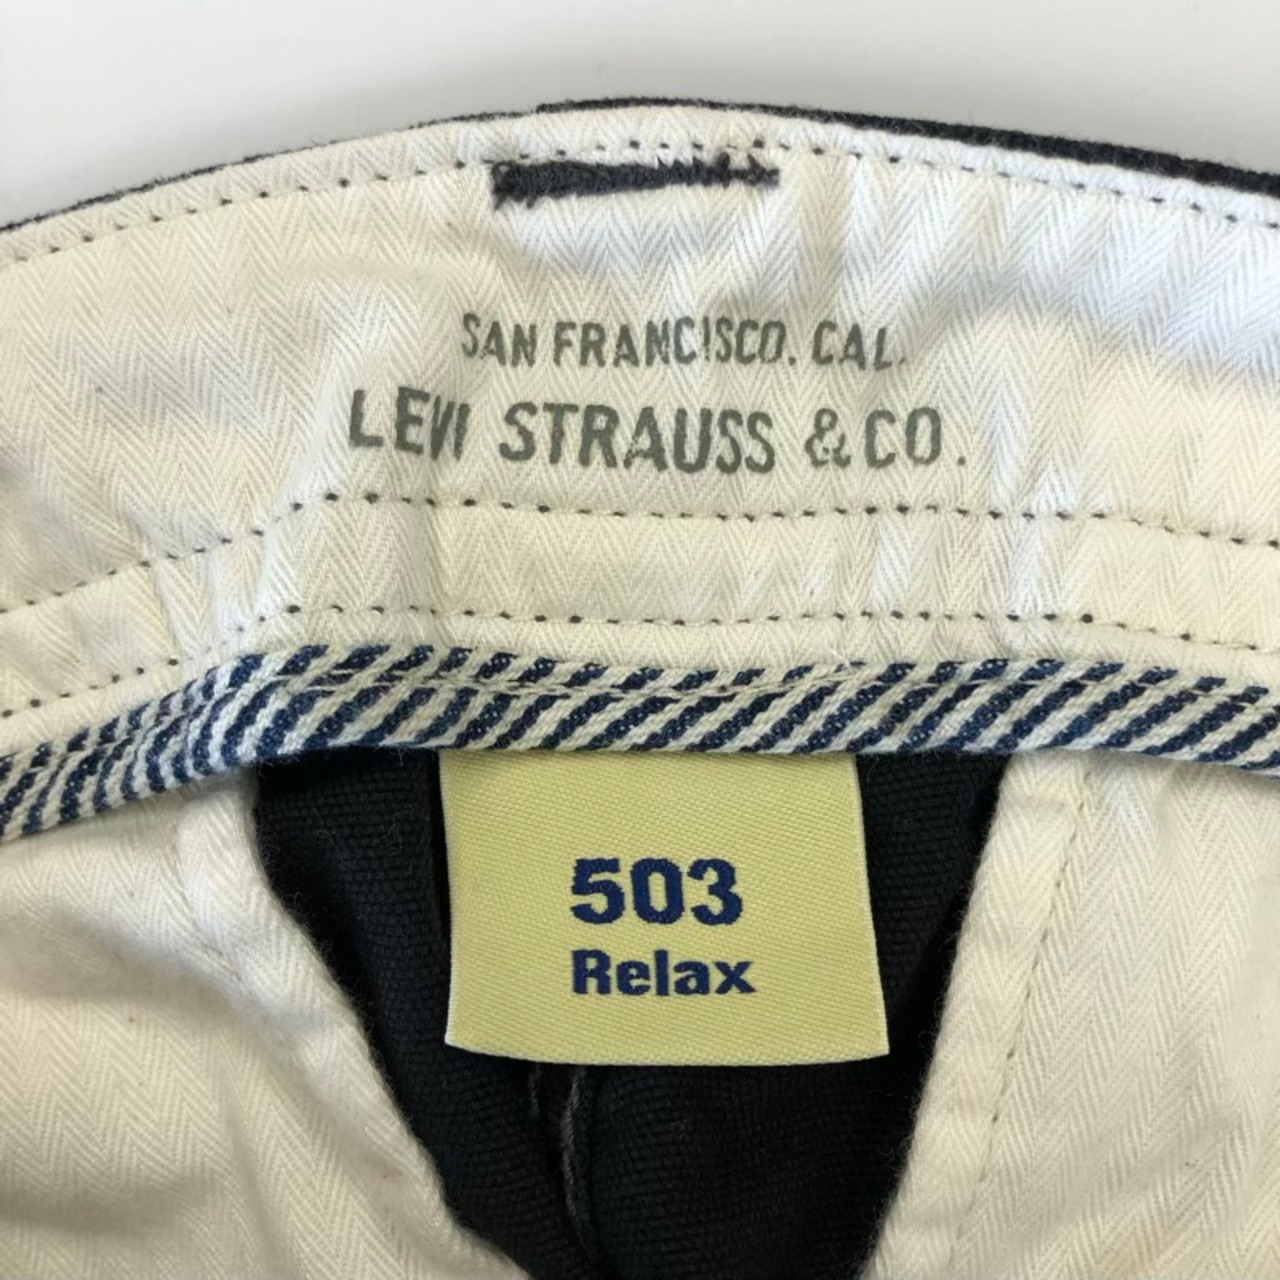 SAN FRANCISCO. CAL.
LEVI STRAUSS & CO.
503
Relax